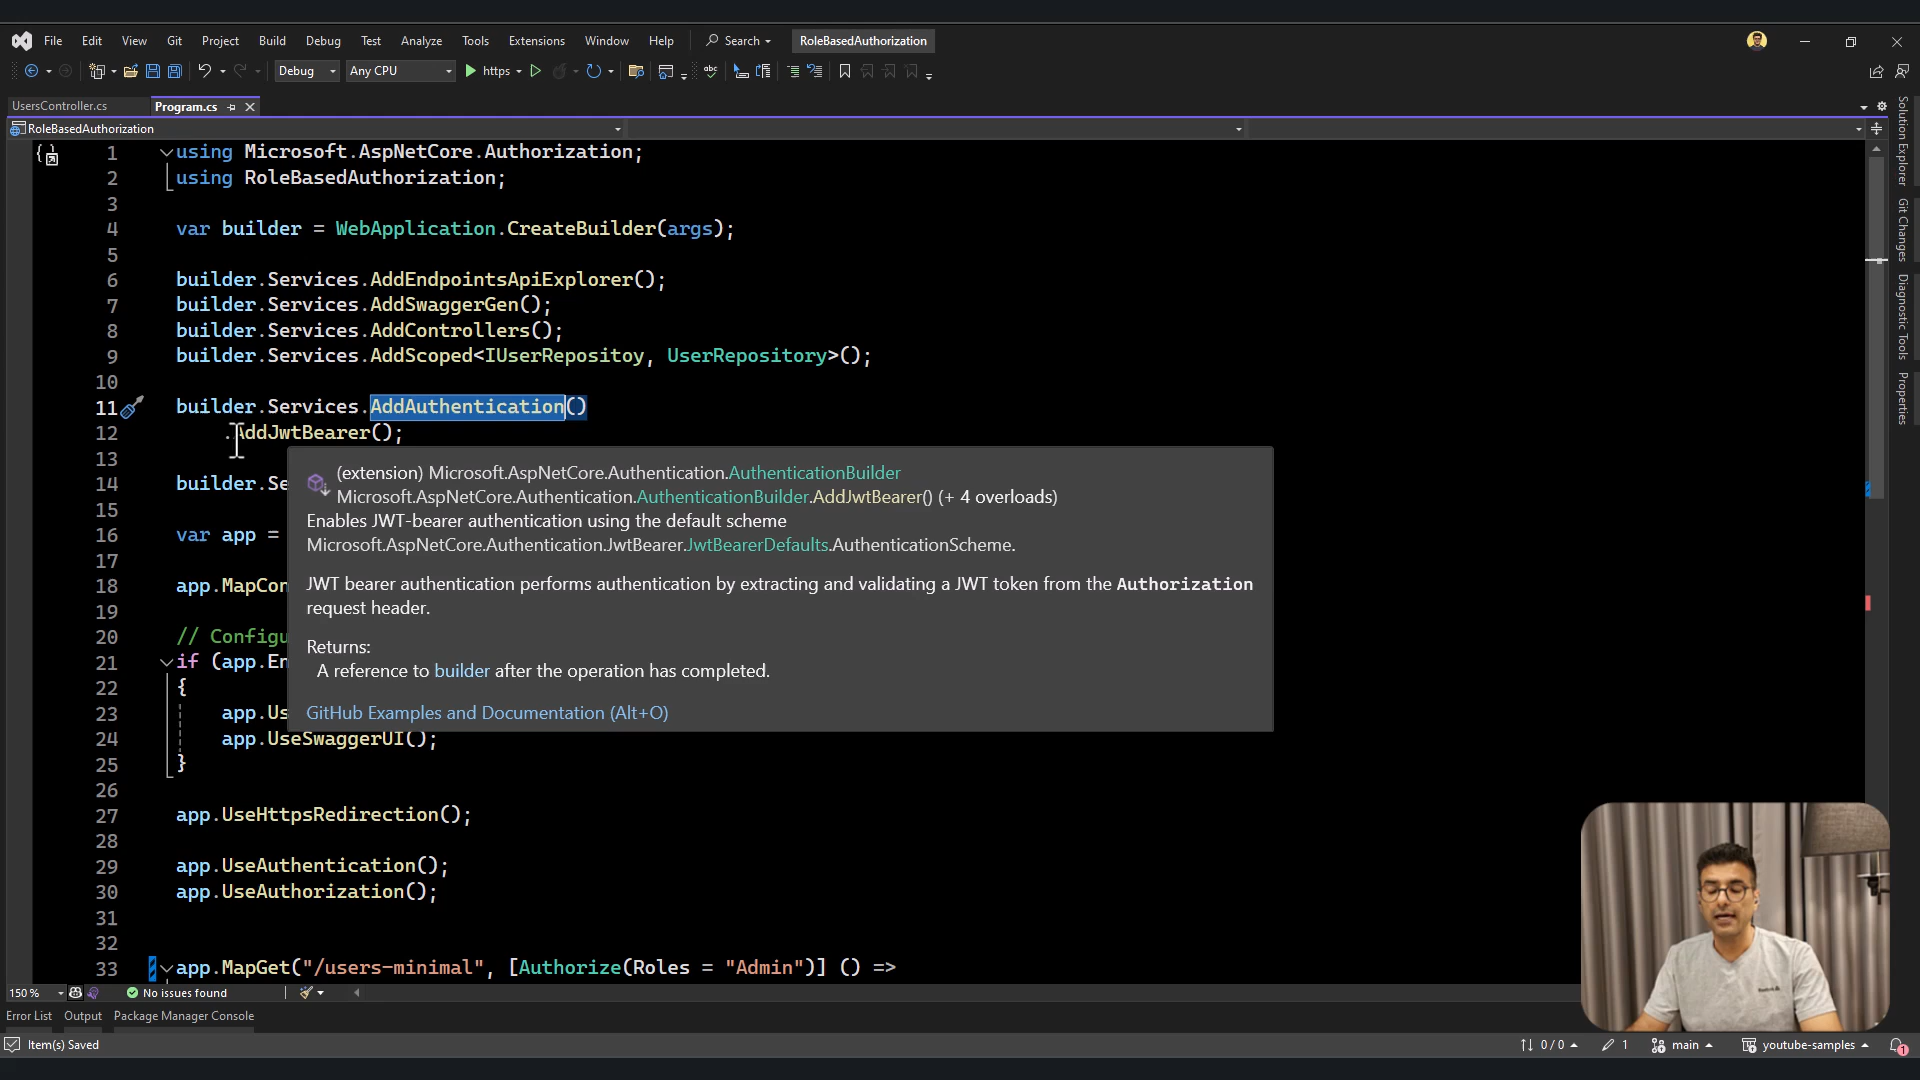 File Edit View Git Project Build Debug Test Analyze Tools Extensions Window Help Search RoleBasedAuthorization
Debug Any CPU https
UsersController.cs Program.cs
RoleBasedAuthorization
1 using Microsoft.AspNetCore.Authorization;
2 using RoleBasedAuthorization;
3
4 var builder = WebApplication.CreateBuilder(args);
5
6 builder.Services.AddEndpointsApiExplorer();
7 builder.Services.AddSwaggerGen();
8 builder.Services.AddControllers();
9 builder.Services.AddScoped<IUserRepositoy, UserRepository>();
10
11 builder.Services.AddAuthentication()
12 .AddJwtBearer();
13
14 builder.Se
15
16 var app =
17
18 app.MapCon
19
20 // Configu
21 if (app.En
22 {
23 app.Us
24 app.UseSwaggerUI();
25 }
26
27 app.UseHttpsRedirection();
28
29 app.UseAuthentication();
30 app.UseAuthorization();
31
32
33 app.MapGet("/users-minimal", [Authorize(Roles = "Admin")] () =>
(extension) Microsoft.AspNetCore.Authentication.AuthenticationBuilder
Microsoft.AspNetCore.Authentication.AuthenticationBuilder.AddJwtBearer() (+ 4 overloads)
Enables JWT-bearer authentication using the default scheme
Microsoft.AspNetCore.Authentication.JwtBearer.JwtBearerDefaults.AuthenticationScheme.
JWT bearer authentication performs authentication by extracting and validating a JWT token from the Authorization
request header.
Returns:
A reference to builder after the operation has completed.
GitHub Examples and Documentation (Alt+O)
Solution Explorer
Git Changes
Diagnostic Tools
Properties
150 % No issues found
Error List Output Package Manager Console
Item(s) Saved 0 / 0 1 main youtube-samples 1